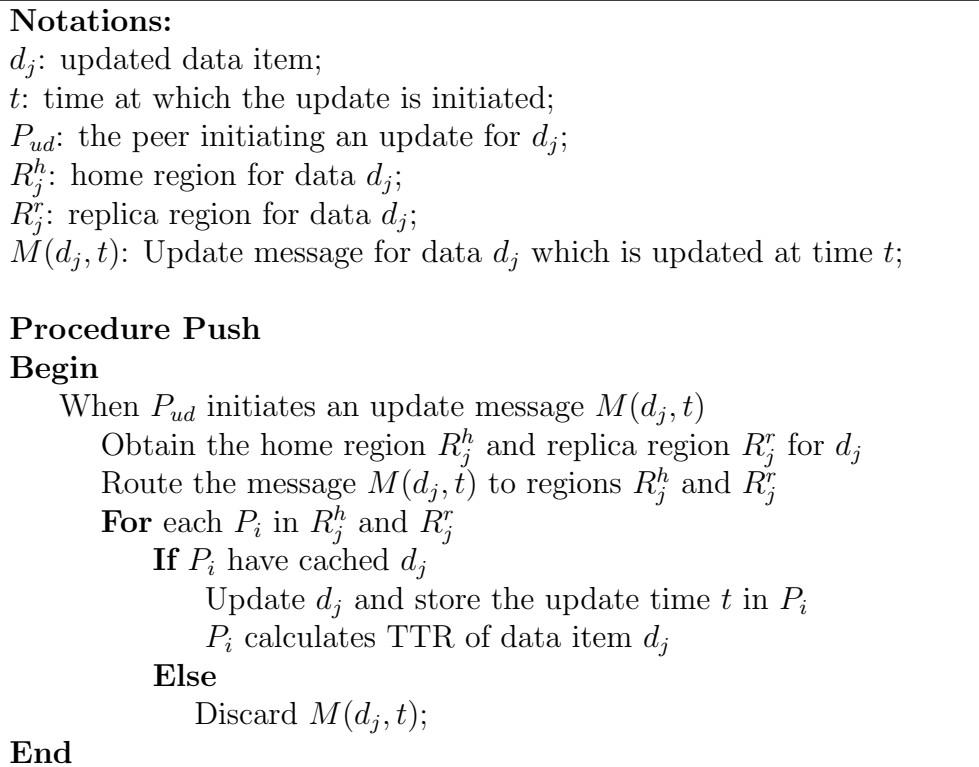 Notations:
$d_j$: updated data item;
$t$: time at which the update is initiated;
$P_{ud}$: the peer initiating an update for $d_j$;
$R_j^h$: home region for data $d_j$;
$R_j^r$: replica region for data $d_j$;
$M(d_j, t)$: Update message for data $d_j$ which is updated at time $t$;
Procedure Push
Begin
When $P_{ud}$ initiates an update message $M(d_j, t)$
Obtain the home region $R_j^h$ and replica region $R_j^r$ for $d_j$
Route the message $M(d_j, t)$ to regions $R_j^h$ and $R_j^r$
For each $P_i$ in $R_j^h$ and $R_j^r$
If $P_i$ have cached $d_j$
Update $d_j$ and store the update time $t$ in $P_i$
$P_i$ calculates TTR of data item $d_j$
Else
Discard $M(d_j, t)$;
End